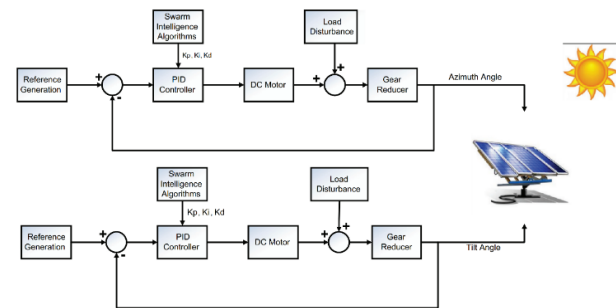 Swarm
Intelligence
Algorithms
Load
Disturbance
Kp, Ki, Kd
Reference
Generation
+
-
PID
Controller
DC Motor
+
+
Gear
Reducer
Azimuth Angle
Swarm
Intelligence
Algorithms
Load
Disturbance
Kp, Ki, Kd
Reference
Generation
+
-
PID
Controller
DC Motor
+
+
Gear
Reducer
Tilt Angle